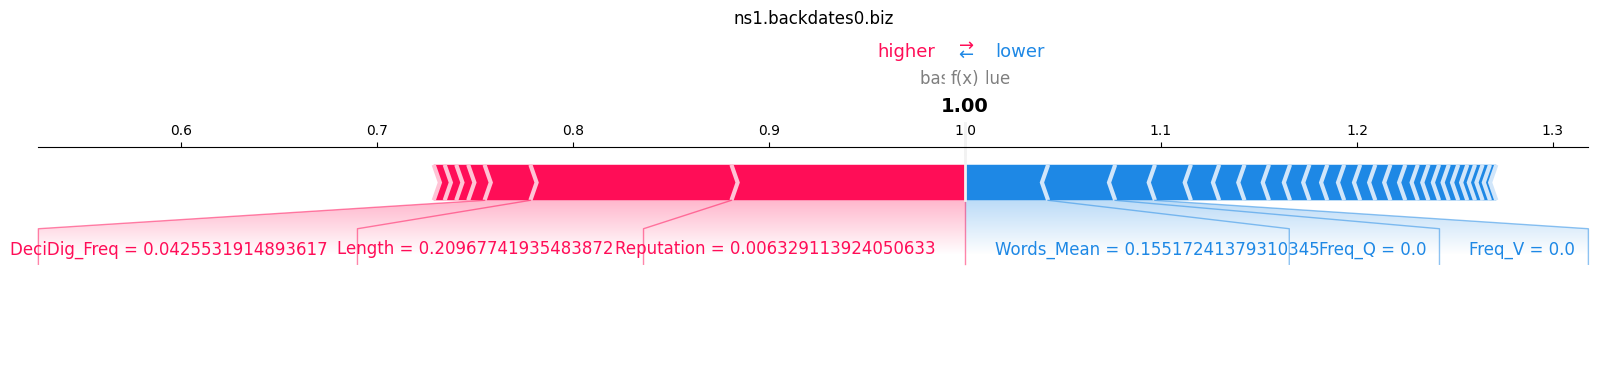 ns1.backdates0.biz
higher → ← lower
f(x) lue
1.00
0.6 0.7 0.8 0.9 1.0 1.1 1.2 1.3
DeciDig_Freq = 0.0425531914893617 Length = 0.20967741935483872 Reputation = 0.006329113924050633 Words_Mean = 0.15517241379310345 Freq_Q = 0.0 Freq_V = 0.0